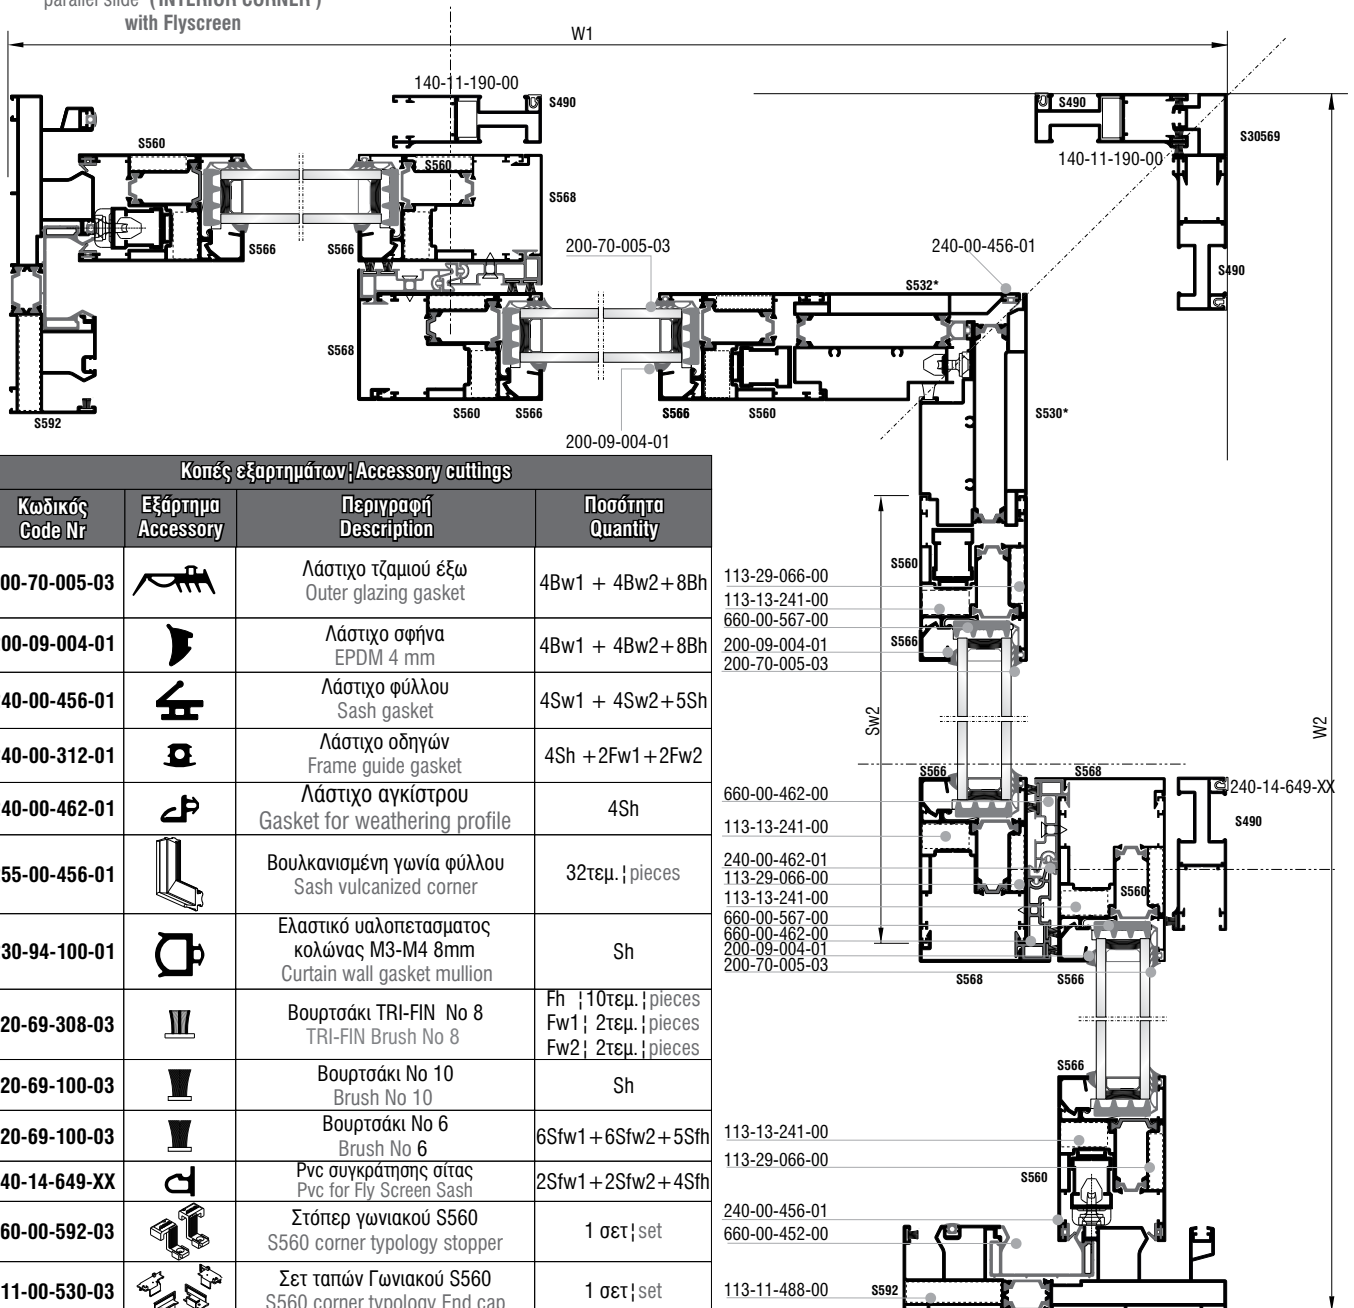 parallel slide (INTERIOR CORNER)
with Flyscreen
W1
140-11-190-00
S490
S490
S30569
S560
S560
140-11-190-00
S568
S566
S566
200-70-005-03
240-00-456-01
S490
S532*
S568
S592
S560
S566
S566
S560
S530*
200-09-004-01
Κοπές εξαρτημάτων¦Accessory cuttings
Κωδικός
Code Nr
Εξάρτημα
Accessory
Περιγραφή
Description
Ποσότητα
Quantity
00-70-005-03
Λάστιχο τζαμιού έξω
Outer glazing gasket
4Bw1 + 4Bw2+8Bh
00-09-004-01
Λάστιχο σφήνα
EPDM 4 mm
4Bw1 + 4Bw2+8Bh
40-00-456-01
Λάστιχο φύλλου
Sash gasket
4Sw1 + 4Sw2+5Sh
40-00-312-01
Λάστιχο οδηγών
Frame guide gasket
4Sh +2Fw1+2Fw2
40-00-462-01
Λάστιχο αγκίστρου
Gasket for weathering profile
4Sh
55-00-456-01
Βουλκανισμένη γωνία φύλλου
Sash vulcanized corner
32τεμ.¦pieces
30-94-100-01
Ελαστικό υαλοπετασματος
κολώνας M3-M4 8mm
Curtain wall gasket mullion
Sh
20-69-308-03
Βουρτσάκι TRI-FIN No 8
TRI-FIN Brush No 8
Fh ¦10τεμ.¦pieces
Fw1¦ 2τεμ.¦pieces
Fw2¦ 2τεμ.¦pieces
20-69-100-03
Βουρτσάκι No 10
Brush No 10
Sh
20-69-100-03
Βουρτσάκι No 6
Brush No 6
6Sfw1+6Sfw2+5Sfh
40-14-649-XX
Pvc συγκράτησης σίτας
Pvc for Fly Screen Sash
2Sfw1+2Sfw2+4Sfh
60-00-592-03
Στόπερ γωνιακού S560
S560 corner typology stopper
1 σετ¦set
11-00-530-03
Σετ ταπών Γωνιακού S560
S560 corner typology End cap
1 σετ¦set
S560
113-29-066-00
113-13-241-00
660-00-567-00
S566
200-09-004-01
200-70-005-03
Sw2
W2
S566
S568
660-00-462-00
240-14-649-XX
S490
113-13-241-00
240-00-462-01
113-29-066-00
S560
113-13-241-00
660-00-567-00
660-00-462-00
200-09-004-01
200-70-005-03
S568
S566
S566
113-13-241-00
113-29-066-00
S560
240-00-456-01
660-00-452-00
113-11-488-00
S592